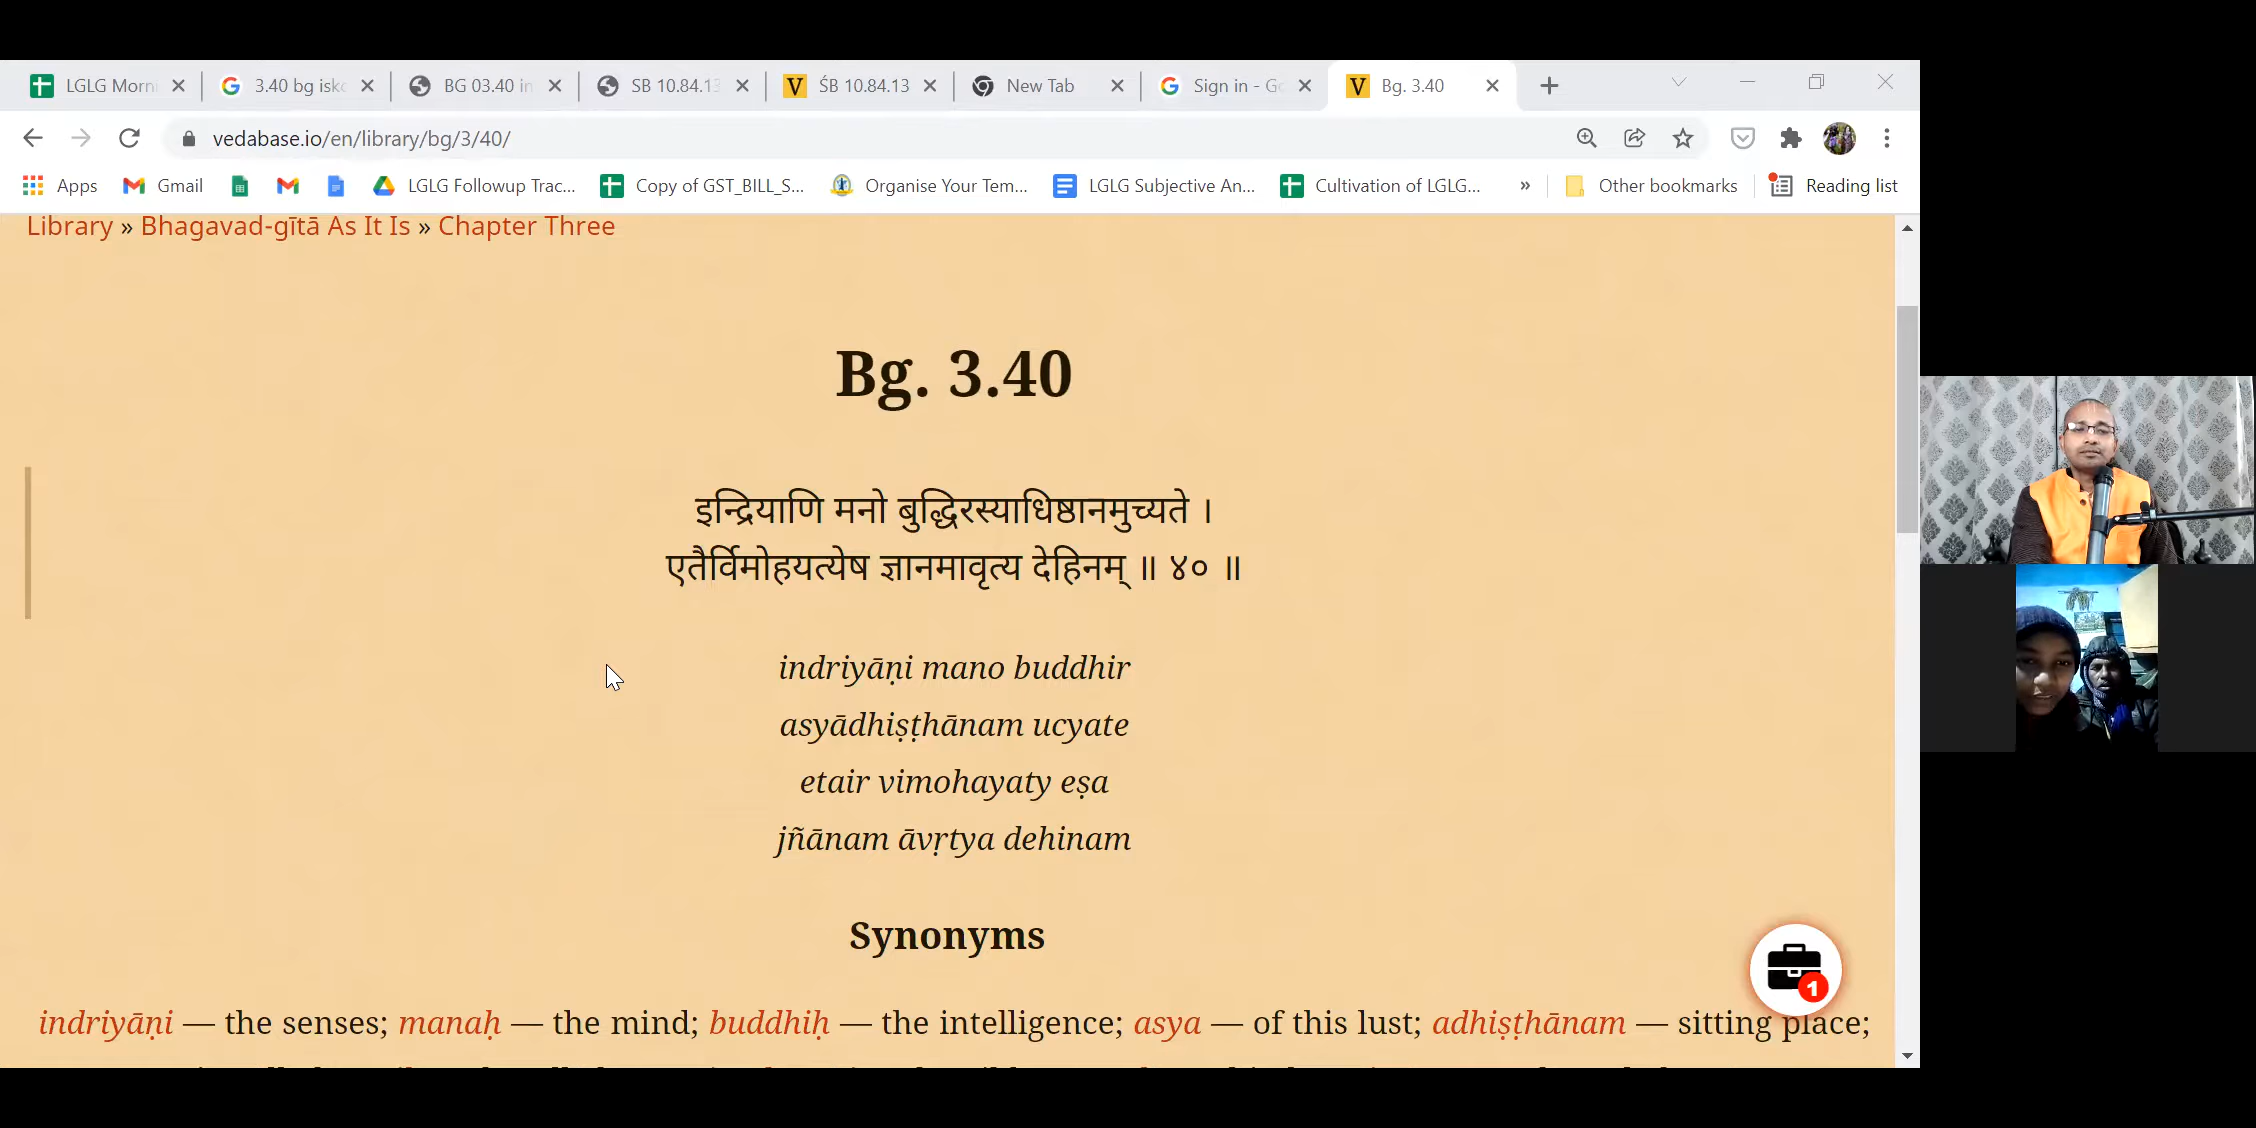 LGLG Morni
3.40 bg iskc
BG 03.40 in
SB 10.84.13
ŚB 10.84.13
New Tab
Sign in - Go
Bg. 3.40
vedabase.io/en/library/bg/3/40/
Apps
Gmail
LGLG Followup Trac...
Copy of GST_BILL_S...
Organise Your Tem...
LGLG Subjective An...
Cultivation of LGLG...
»
Other bookmarks
Reading list
Library » Bhagavad-gītā As It Is » Chapter Three
Bg. 3.40
इन्द्रियाणि मनो बुद्धिरस्याधिष्ठानमुच्यते ।
एतैर्विमोहयत्येष ज्ञानमावृत्य देहिनम् ॥ ४० ॥
indriyāṇi mano buddhir
asyādhiṣṭhānam ucyate
etair vimohayaty eṣa
jñānam āvṛtya dehinam
Synonyms
indriyāṇi — the senses; manaḥ — the mind; buddhiḥ — the intelligence; asya — of this lust; adhiṣṭhānam — sitting place;
1